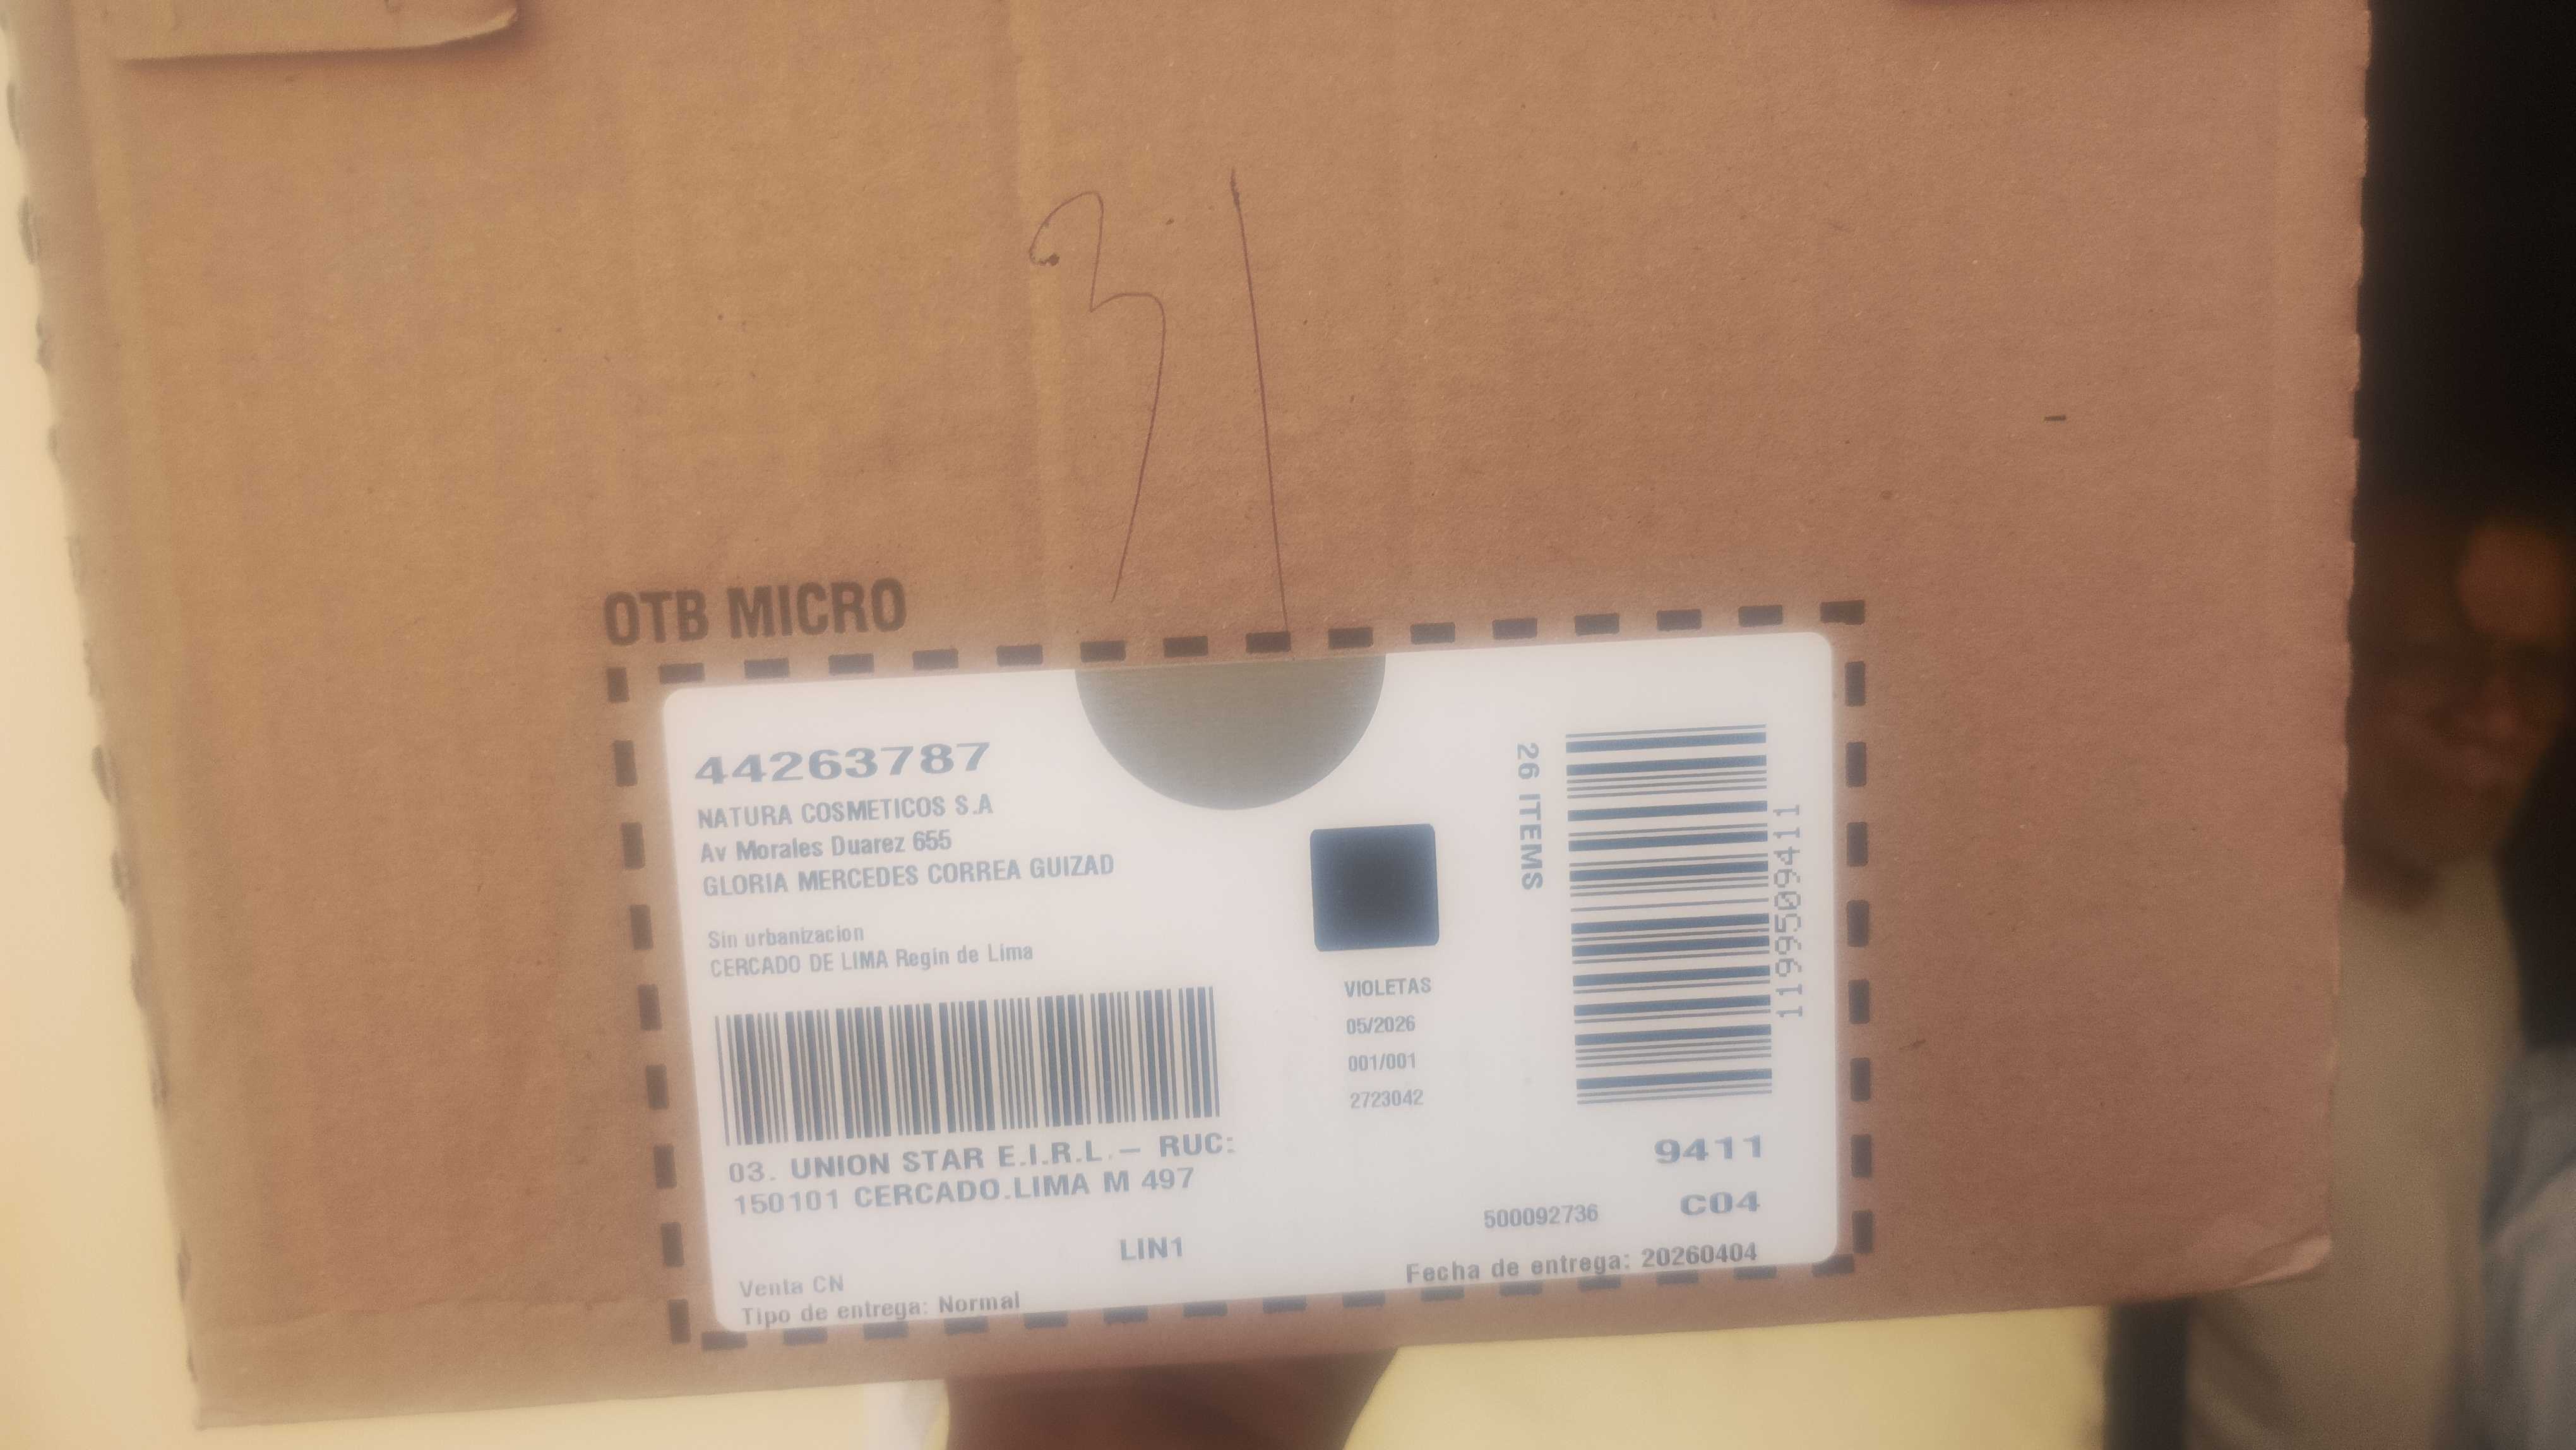 31
OTB MICRO
44263787
NATURA COSMETICOS S.A
Av Morales Duarez 655
GLORIA MERCEDES CORREA GUIZAD
Sin urbanizacion
CERCADO DE LIMA Regin de Lima
03. UNION STAR E.I.R.L.— RUC:
150101 CERCADO.LIMA M 497
LIN1
Venta CN
Tipo de entrega: Normal
VIOLETAS
05/2026
001/001
2723042
26 ITEMS
11995509411
9411
500092736 C04
Fecha de entrega: 20260404